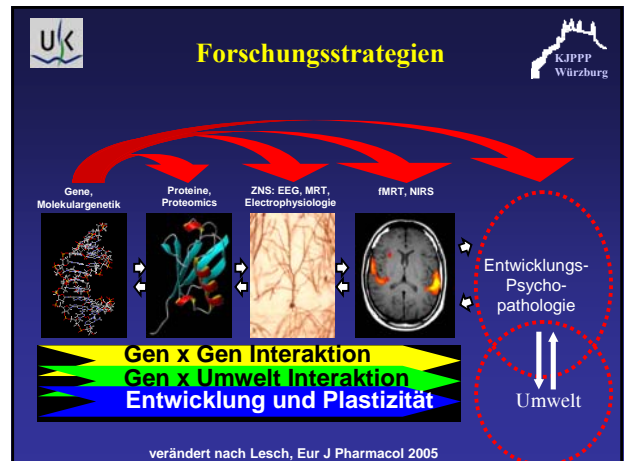 UK
Forschungsstrategien
KJPPP
Würzburg
Gene,
Molekulargenetik
Proteine,
Proteomics
ZNS: EEG, MRT,
Electrophysiologie
fMRT, NIRS
Entwicklungs-
Psycho-
pathologie
Gen x Gen Interaktion
Gen x Umwelt Interaktion
Entwicklung und Plastizität
Umwelt
verändert nach Lesch, Eur J Pharmacol 2005